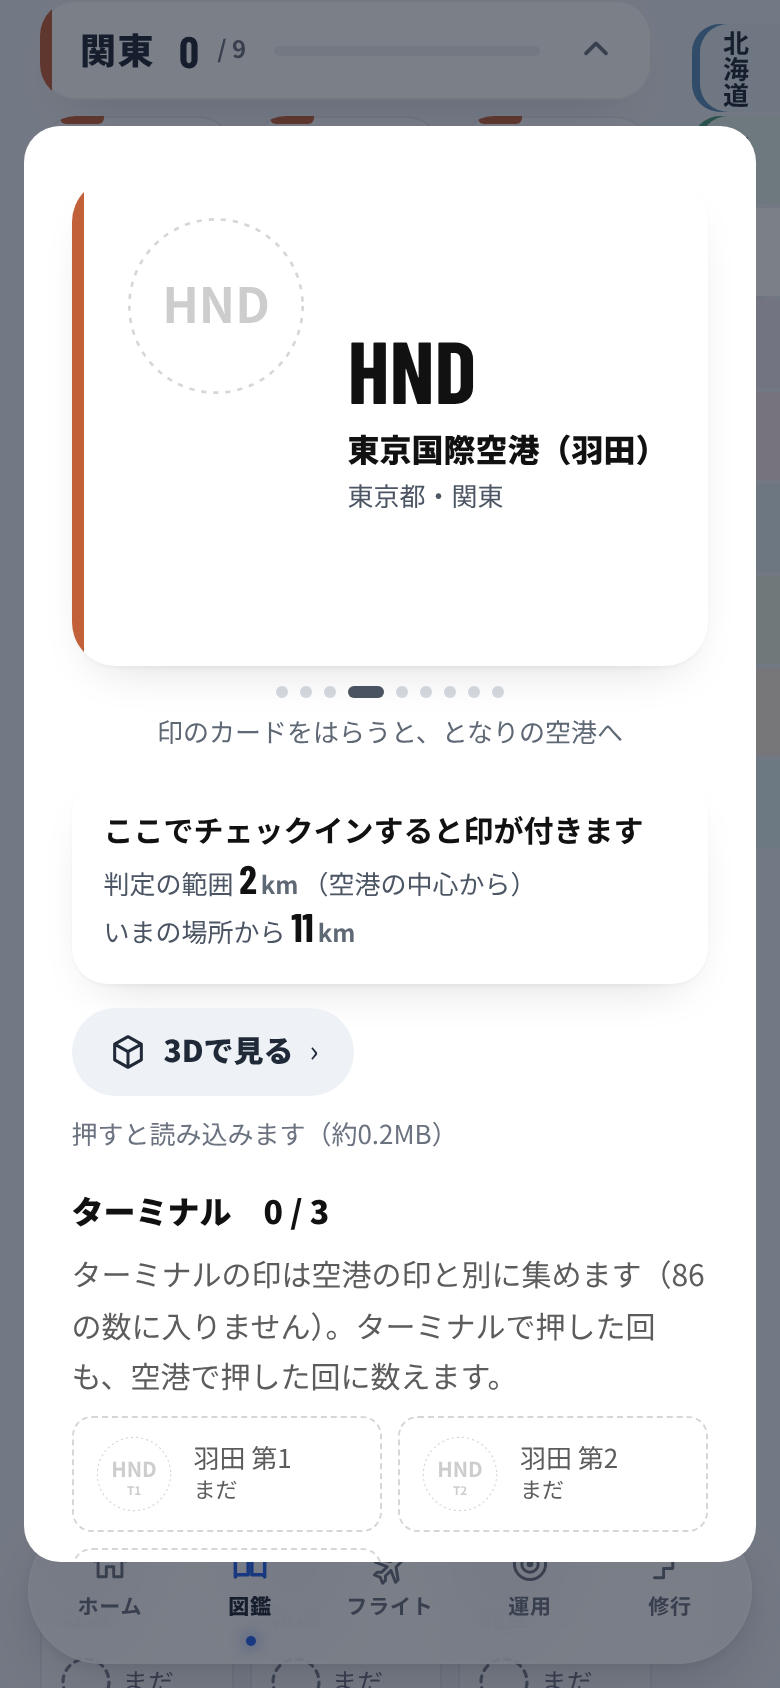 関東 0 / 9
北海道
HND
HND
東京国際空港（羽田）
東京都・関東
印のカードをはらうと、となりの空港へ
ここでチェックインすると印が付きます
判定の範囲 2 km （空港の中心から）
いまの場所から 11 km
3Dで見る ›
押すと読み込みます（約0.2MB）
ターミナル 0 / 3
ターミナルの印は空港の印と別に集めます（86
の数に入りません）。ターミナルで押した回
も、空港で押した回に数えます。
HND T1 羽田 第1 まだ
HND T2 羽田 第2 まだ
ホーム 図鑑 フライト 運用 修行
まだ まだ まだ